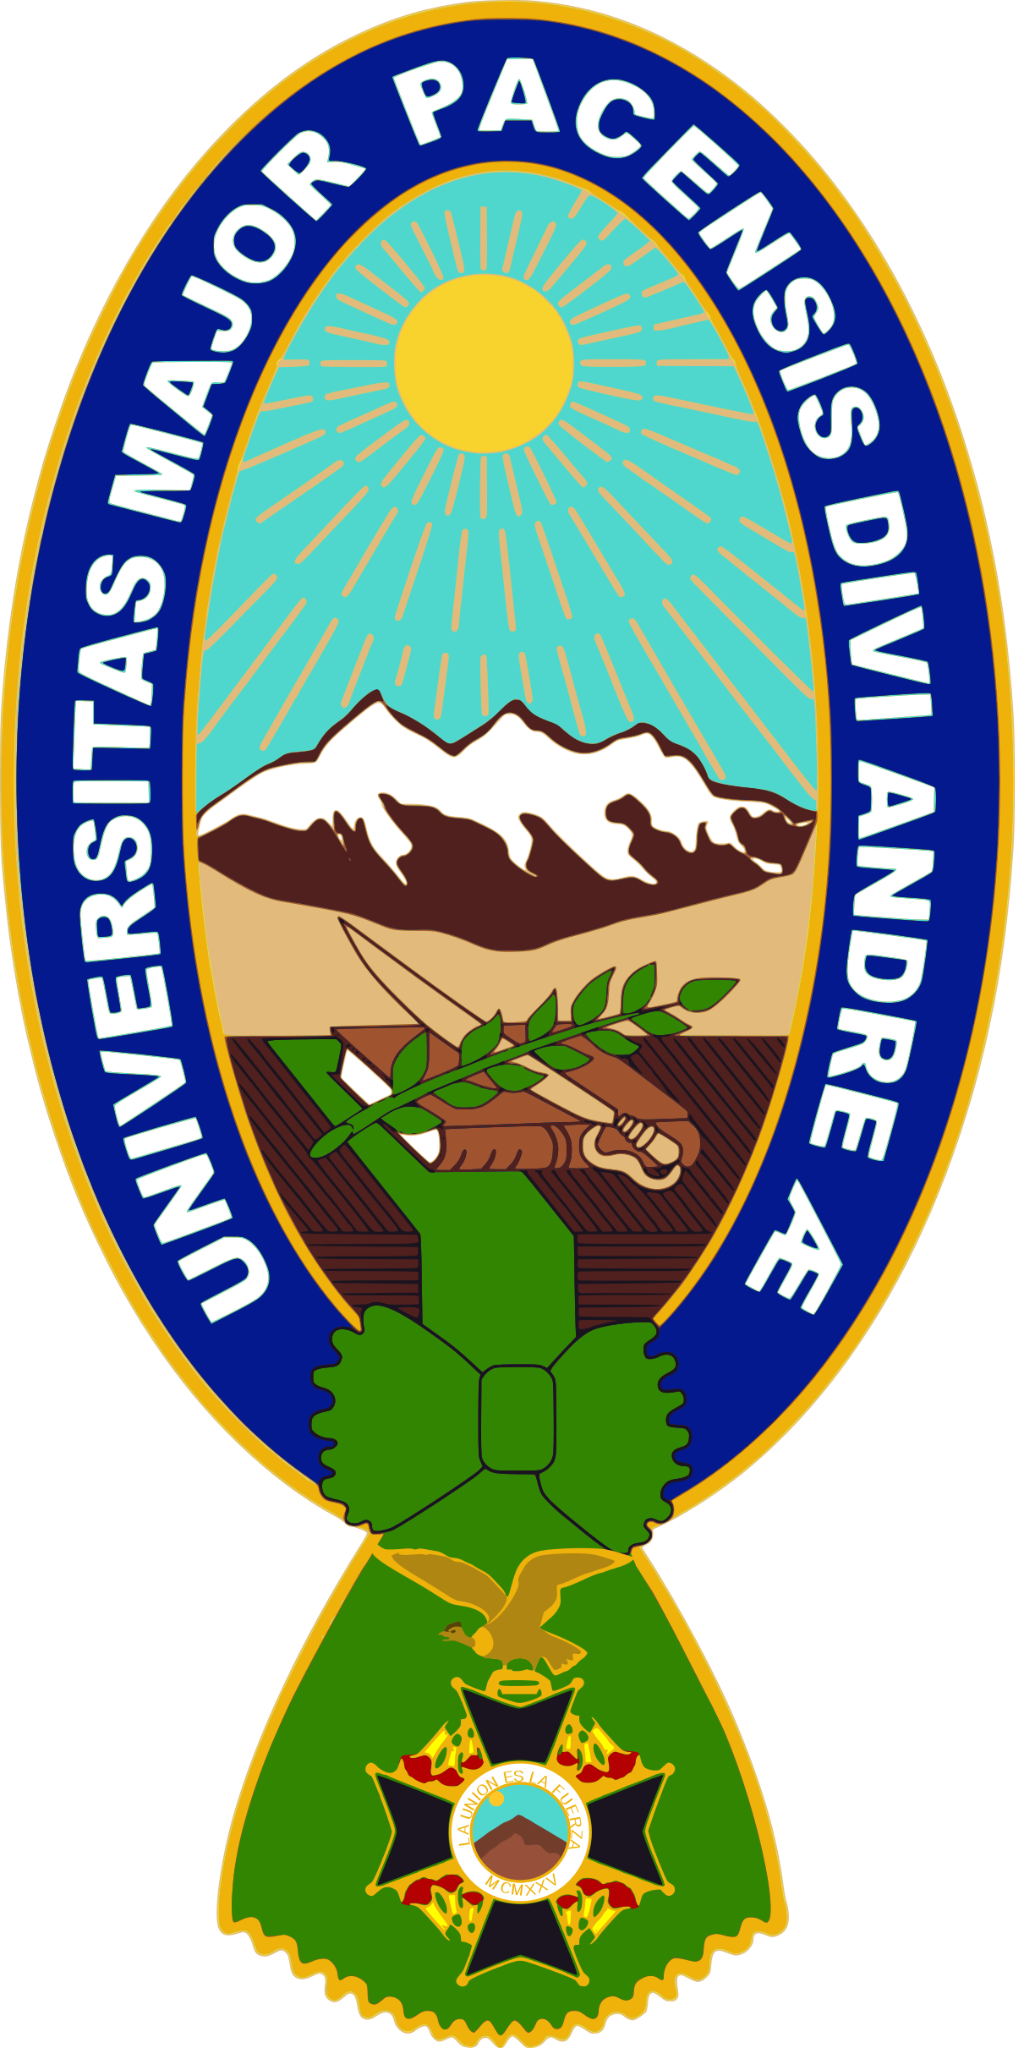 UNIVERSITAS MAJOR PACENSIS DIVI ANDRE Æ
LA UNION ES LA FUERZA
MCMXXV